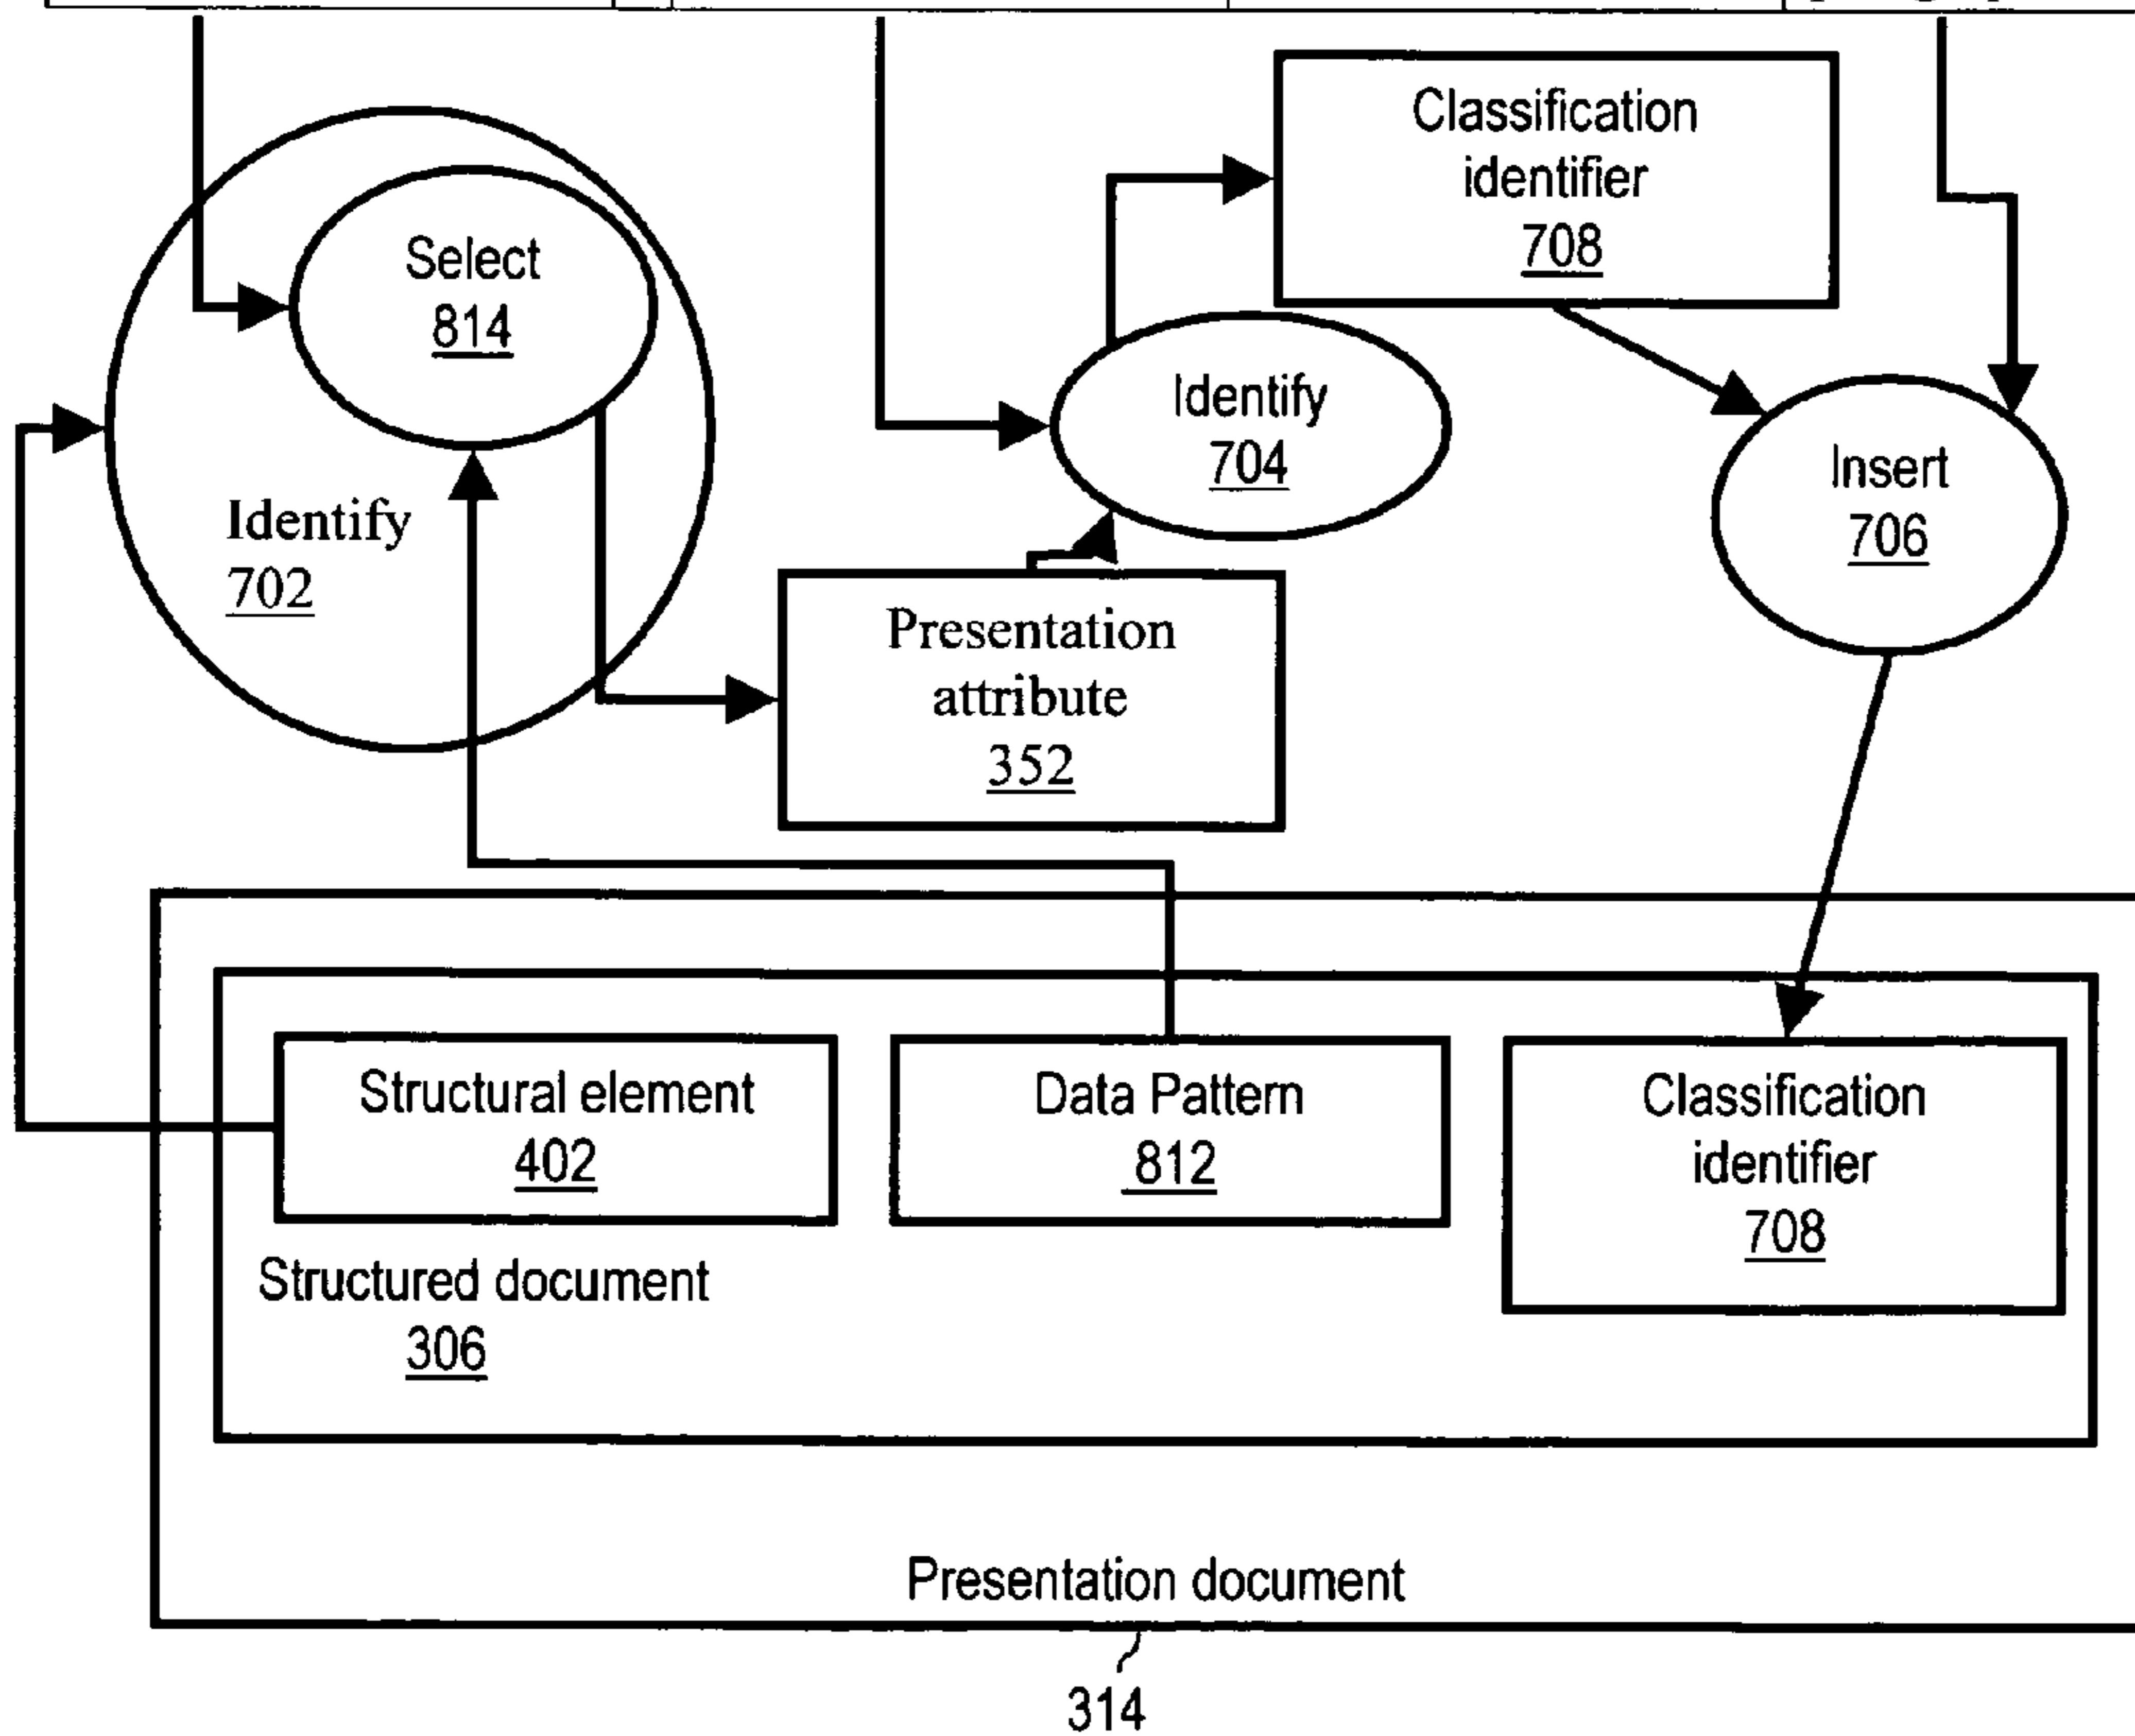 Classification
identifier
708
Select
814
Identify
704
Insert
706
Identify
702
Presentation
attribute
352
Structural element
402
Data Pattern
812
Classification
identifier
708
Structured document
306
Presentation document
314